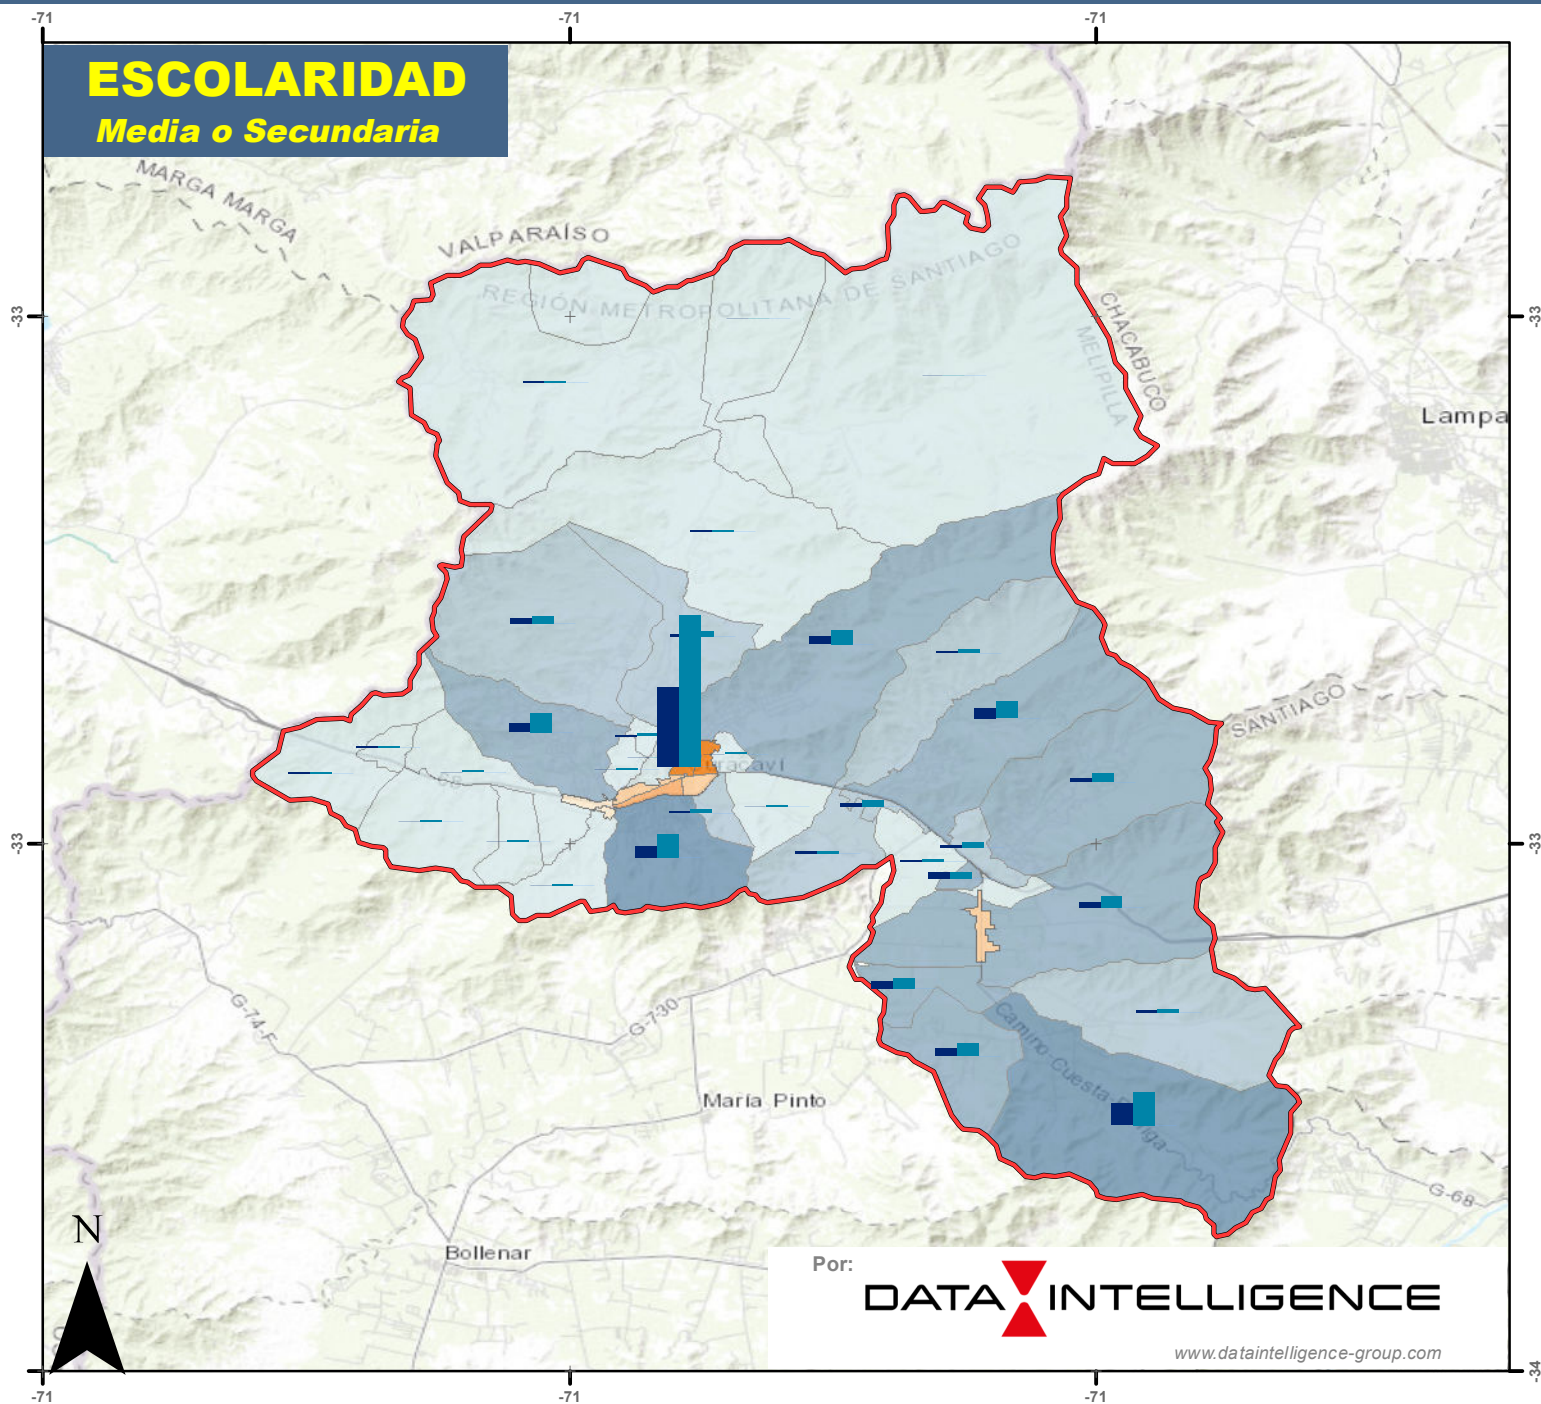 -71
-71
-71
ESCOLARIDAD
Media o Secundaria
MARGA MARGA
VALPARAÍSO
REGIÓN METROPOLITANA DE SANTIAGO
CHACABUCO
MELIPILLA
-33
-33
Lampa
SANTIAGO
68
uracaví
-33
-33
G-74-F
G-730
Camino Cuesta
María Pinto
G-68
N
Bollenar
Por:
DATA INTELLIGENCE
www.dataintelligence-group.com
-34
-71
-71
-71